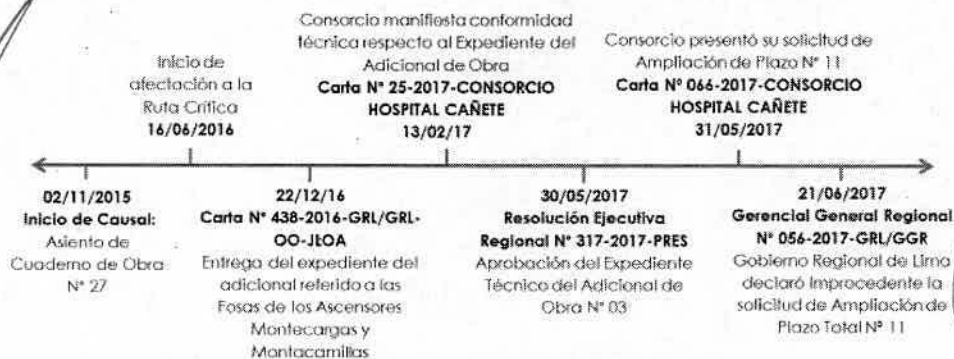 Inicio de
afectación a la
Ruta Crítica
16/06/2016
Consorcio manifiesta conformidad
técnica respecto al Expediente del
Adicional de Obra
Carta N° 25-2017-CONSORCIO
HOSPITAL CAÑETE
13/02/17
Consorcio presentó su solicitud de
Ampliación de Plazo N° 11
Carta N° 066-2017-CONSORCIO
HOSPITAL CAÑETE
31/05/2017
02/11/2015
Inicio de Causal:
Asiento de
Cuaderno de Obra
N° 27
22/12/16
Carta N° 438-2016-GRL/GRL-
OO-JLOA
Entrega del expediente del
adicional referido a las
Fosas de los Ascensores
Montecargas y
Montacamillas
30/05/2017
Resolución Ejecutiva
Regional N° 317-2017-PRES
Aprobación del Expediente
Técnico del Adicional de
Obra N° 03
21/06/2017
Gerencial General Regional
N° 056-2017-GRL/GGR
Gobierno Regional de Lima
declaró improcedente la
solicitud de Ampliación de
Plazo Total N° 11